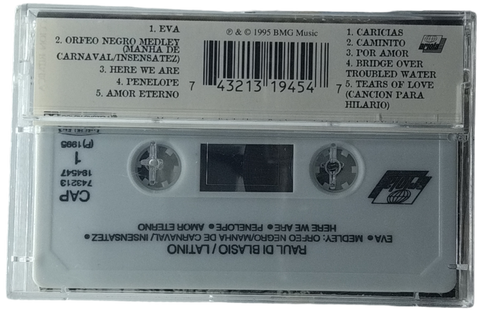 1. EVA
2. ORFEO NEGRO MEDLEY
(MANHA DE
CARNAVAL/INSENSATEZ)
3. HERE WE ARE
4. PENELOPE
5. AMOR ETERNO
℗ & © 1995 BMG Music
7 43213 19454 7
1. CARICIAS
2. CAMINITO
3. POR AMOR
4. BRIDGE OVER
TROUBLED WATER
5. TEARS OF LOVE
(CANCION PARA
HILARIO)
RAUL DI BLASIO / LATINO
EVA ● MEDLEY: ORFEO NEGRO/MANHA DE CARNAVAL/ INSENSATEZ ●
HERE WE ARE ● PENELOPE ● AMOR ETERNO
CAP
743213
194547
1
(P)1995